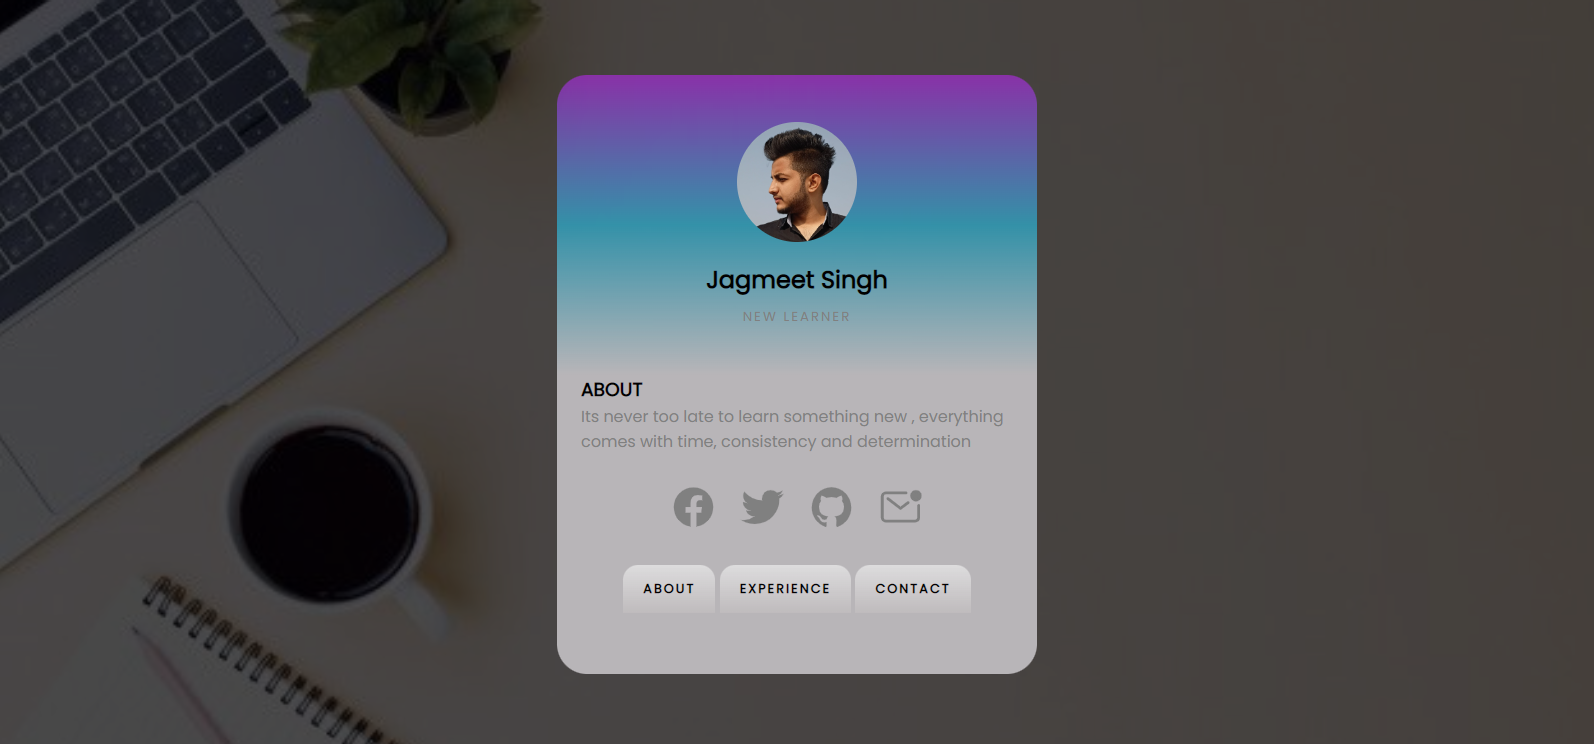 Jagmeet Singh
NEW LEARNER
ABOUT
Its never too late to learn something new , everything
comes with time, consistency and determination
ABOUT EXPERIENCE CONTACT